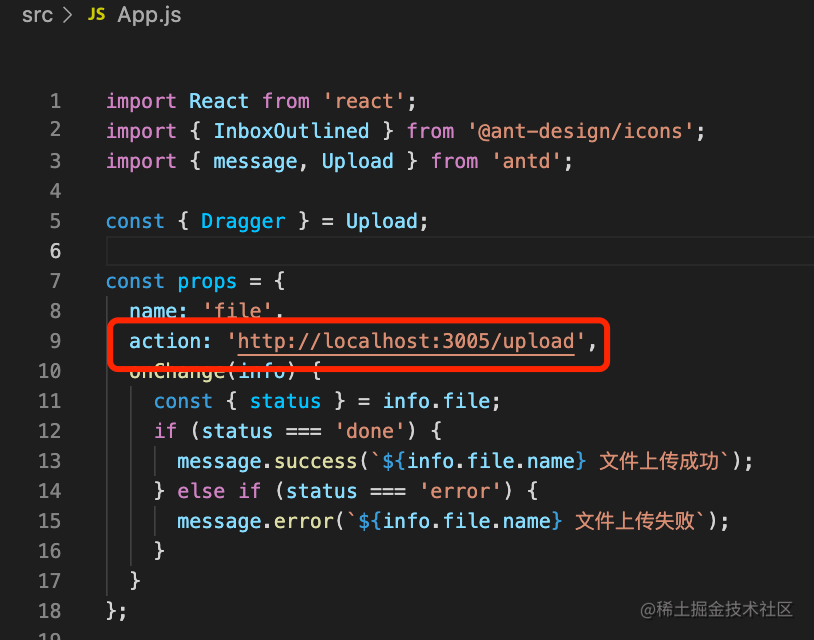 src > JS App.js
1 import React from 'react';
2 import { InboxOutlined } from '@ant-design/icons';
3 import { message, Upload } from 'antd';
4
5 const { Dragger } = Upload;
6
7 const props = {
8   name: 'file',
9   action: 'http://localhost:3005/upload',
10   onChange(info) {
11     const { status } = info.file;
12     if (status === 'done') {
13       message.success(`${info.file.name} 文件上传成功`);
14     } else if (status === 'error') {
15       message.error(`${info.file.name} 文件上传失败`);
16     }
17   }
18 };
19
@稀土掘金技术社区